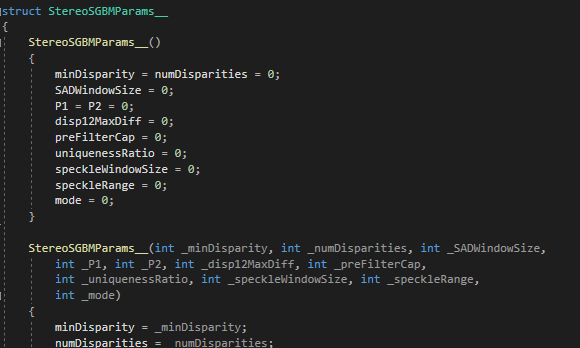 struct StereoSGBMParams__
{
StereoSGBMParams__()
{
minDisparity = numDisparities = 0;
SADWindowSize = 0;
P1 = P2 = 0;
disp12MaxDiff = 0;
preFilterCap = 0;
uniquenessRatio = 0;
speckleWindowSize = 0;
speckleRange = 0;
mode = 0;
}
StereoSGBMParams__(int _minDisparity, int _numDisparities, int _SADWindowSize,
int _P1, int _P2, int _disp12MaxDiff, int _preFilterCap,
int _uniquenessRatio, int _speckleWindowSize, int _speckleRange,
int _mode)
{
minDisparity = _minDisparity;
numDisparities = _numDisparities;